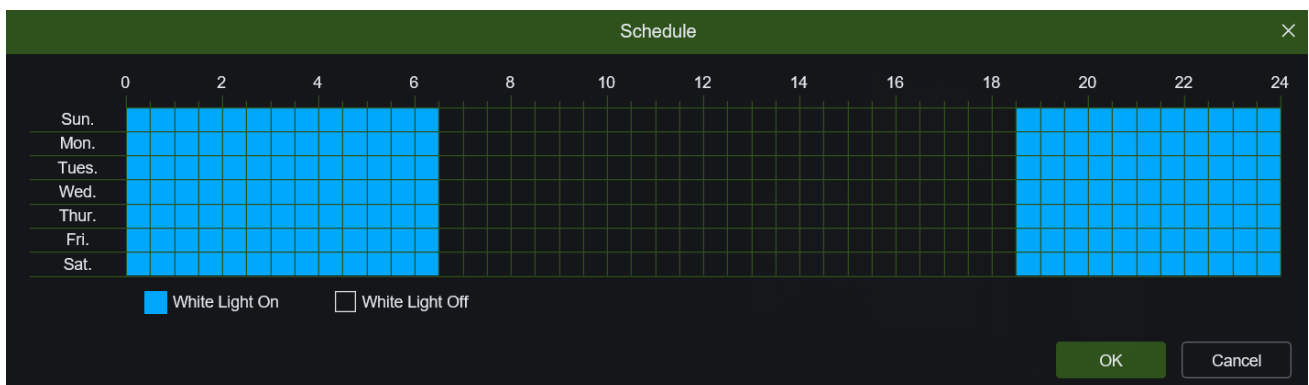 Schedule
0 2 4 6 8 10 12 14 16 18 20 22 24
Sun.
Mon.
Tues.
Wed.
Thur.
Fri.
Sat.
White Light On White Light Off
OK Cancel